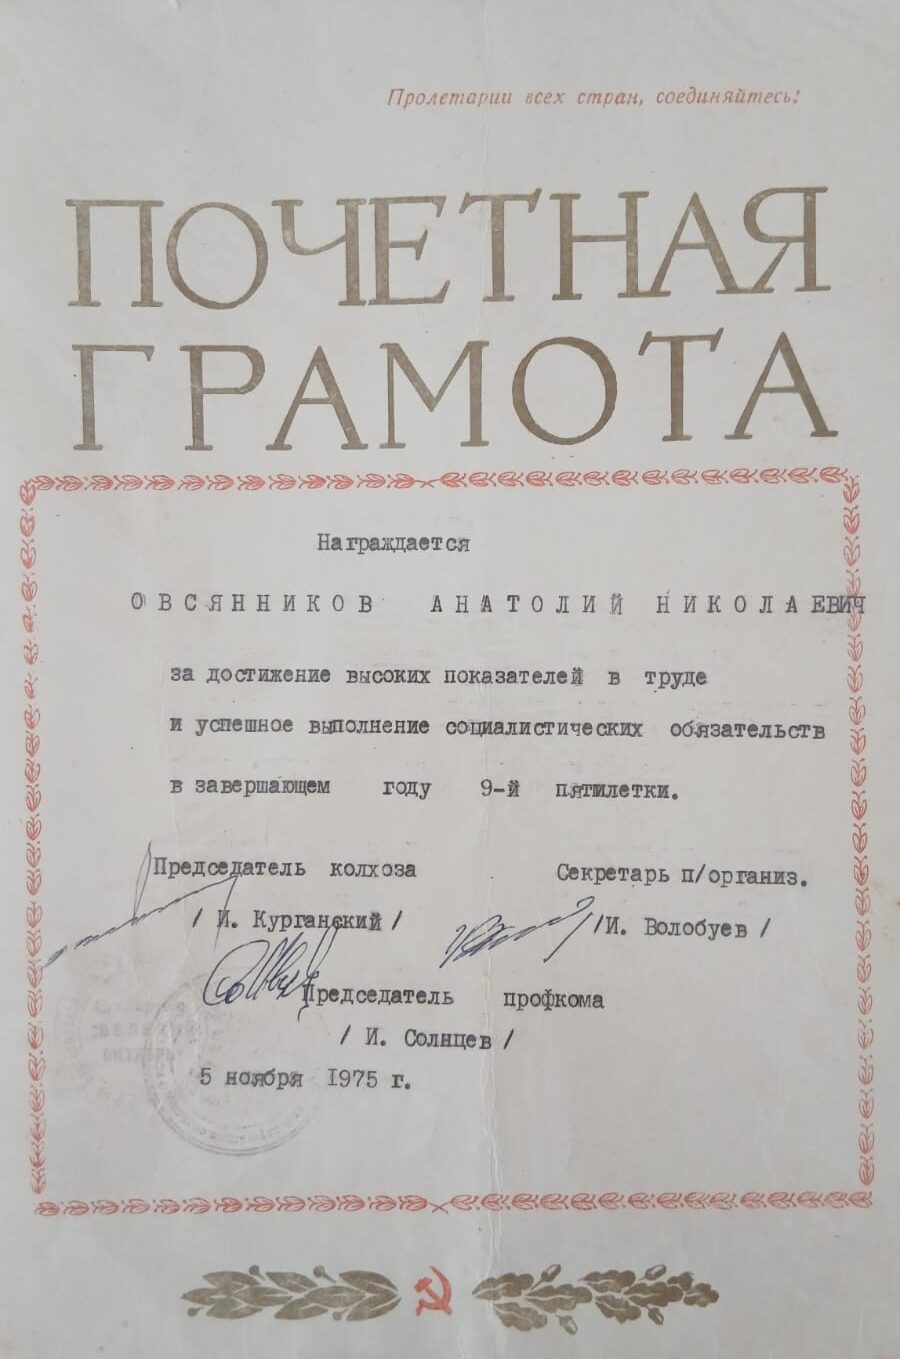 Пролетарии всех стран, соединяйтесь!
ПОЧЕТНАЯ
ГРАМОТА
Награждается
ОВСЯННИКОВ АНАТОЛИЙ НИКОЛАЕВИЧ
за достижение высоких показателей в труде
и успешное выполнение социалистических обязательств
в завершающем году 9-й пятилетки.
Председатель колхоза Секретарь п/организ.
/ И. Курганский / /И. Волобуев /
Председатель профкома
/ И. Солнцев /
5 ноября 1975 г.